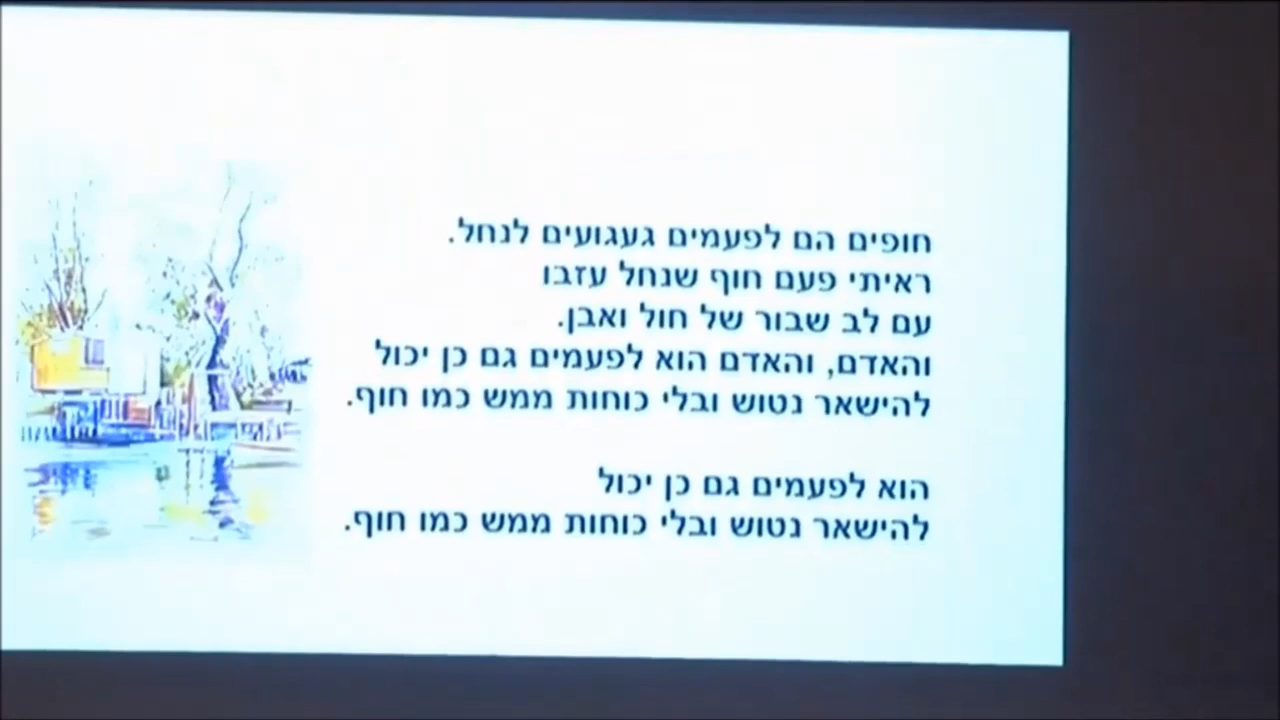 חופים הם לפעמים געגועים לנחל.
ראיתי פעם חוף שנחל עזבו
עם לב שבור של חול ואבן.
והאדם, והאדם הוא לפעמים גם כן יכול
להישאר נטוש ובלי כוחות ממש כמו חוף.
הוא לפעמים גם כן יכול
להישאר נטוש ובלי כוחות ממש כמו חוף.